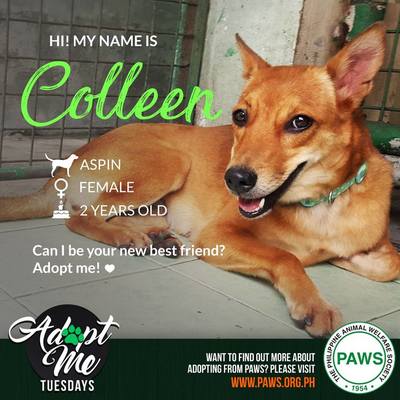 HI! MY NAME IS
Colleen
ASPIN
FEMALE
2 YEARS OLD
Can I be your new best friend?
Adopt me!
Adopt
Me
TUESDAYS
WANT TO FIND OUT MORE ABOUT
ADOPTING FROM PAWS? PLEASE VISIT
WWW.PAWS.ORG.PH
THE PHILIPPINE ANIMAL WELFARE SOCIETY
PAWS
1954